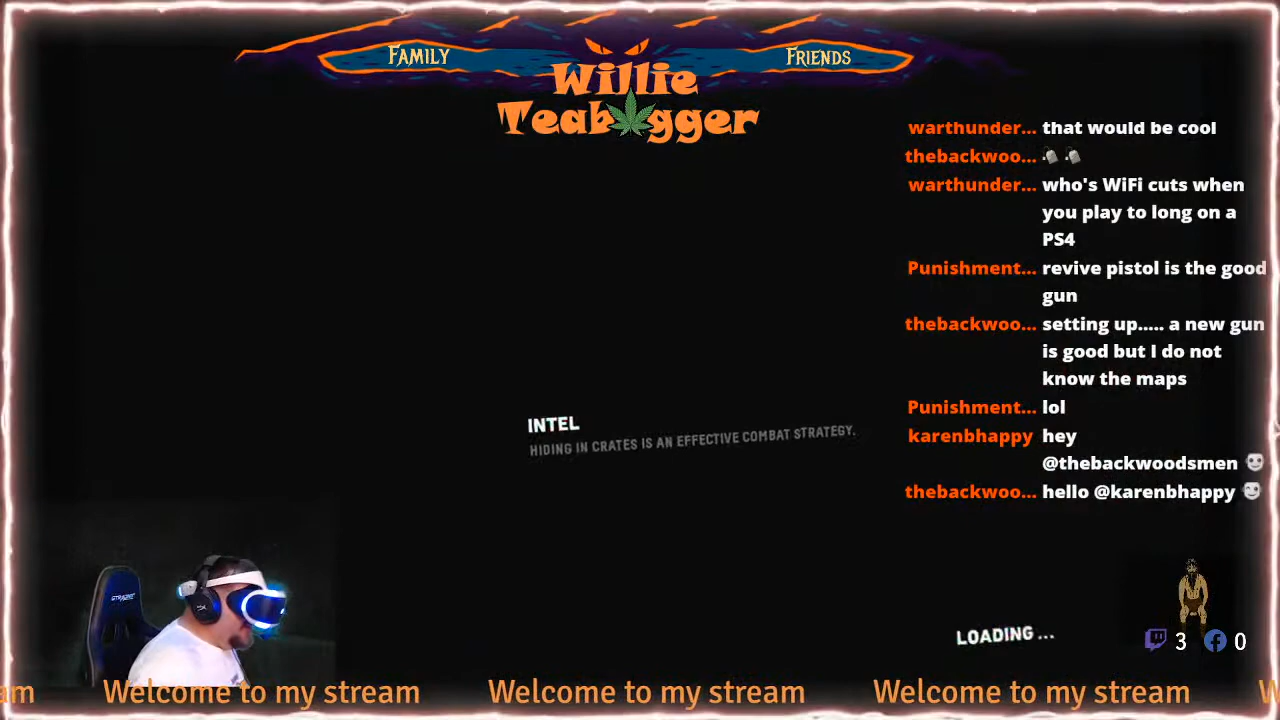 FAMILY
FRIENDS
Willie
Teabagger
warthunder... that would be cool
thebackwoo...
warthunder... who's WiFi cuts when
you play to long on a
PS4
Punishment... revive pistol is the good
gun
thebackwoo... setting up..... a new gun
is good but I do not
know the maps
Punishment... lol
karenbhappy hey
@thebackwoodsmen
thebackwoo... hello @karenbhappy
INTEL
HIDING IN CRATES IS AN EFFECTIVE COMBAT STRATEGY.
LOADING ...
3 0
am Welcome to my stream Welcome to my stream Welcome to my stream W